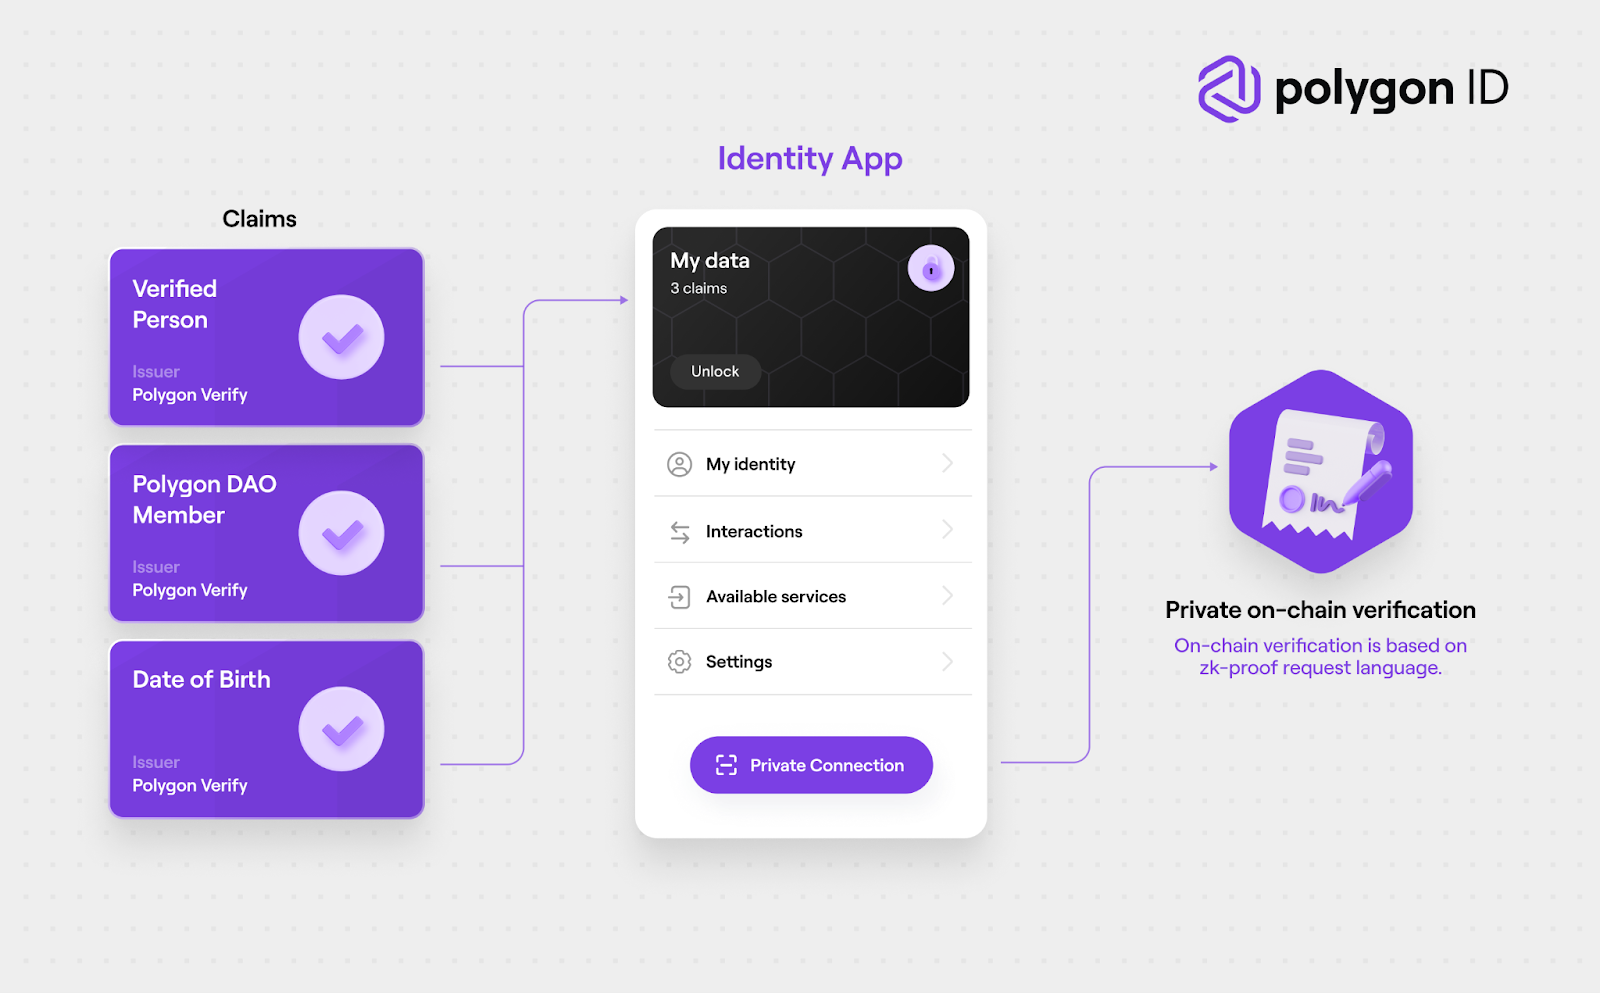 polygon ID
Identity App
Claims
Verified
Person
Issuer
Polygon Verify
Polygon DAO
Member
Issuer
Polygon Verify
Date of Birth
Issuer
Polygon Verify
My data
3 claims
Unlock
My identity
Interactions
Available services
Settings
Private Connection
Private on-chain verification
On-chain verification is based on
zk-proof request language.